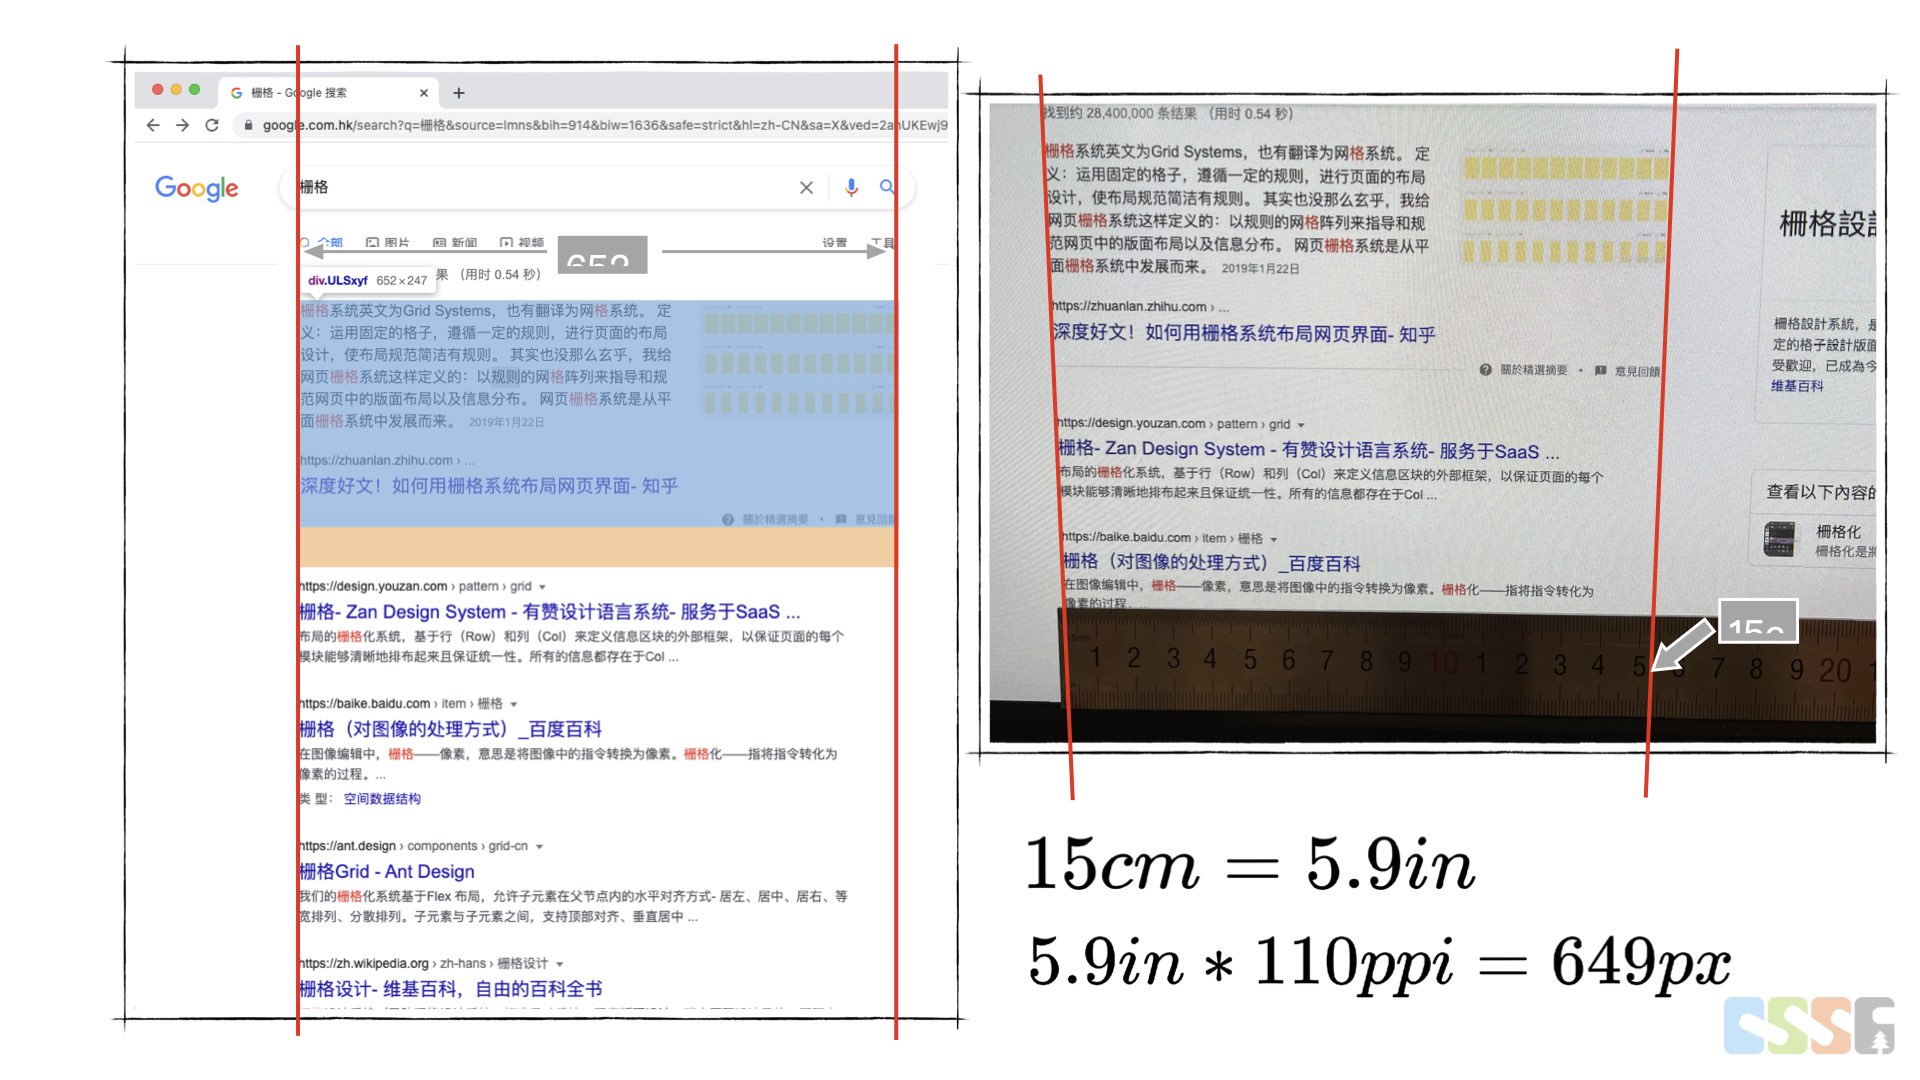 栅格 - Google 搜索
google.com.hk/search?q=栅格&source=lmns&bih=914&biw=1636&safe=strict&hl=zh-CN&sa=X&ved=2ahUKEwj9
Google
栅格
全部 图片 新闻 视频 设置 工具
652
果 （用时 0.54 秒）
div.ULSxyf 652×247
栅格系统英文为Grid Systems，也有翻译为网格系统。 定
义：运用固定的格子，遵循一定的规则，进行页面的布局
设计，使布局规范简洁有规则。 其实也没那么玄乎，我给
网页栅格系统这样定义的：以规则的网格阵列来指导和规
范网页中的版面布局以及信息分布。 网页栅格系统是从平
面栅格系统中发展而来。 2019年1月22日
https://zhuanlan.zhihu.com › ...
深度好文！如何用栅格系统布局网页界面- 知乎
關於精選摘要 • 意見回饋
https://design.youzan.com › pattern › grid
栅格- Zan Design System - 有赞设计语言系统- 服务于SaaS ...
布局的栅格化系统，基于行（Row）和列（Col）来定义信息区块的外部框架，以保证页面的每个
模块能够清晰地排布起来且保证统一性。所有的信息都存在于Col ...
https://baike.baidu.com › item › 栅格
栅格（对图像的处理方式）_百度百科
在图像编辑中，栅格——像素，意思是将图像中的指令转换为像素。栅格化——指将指令转化为
像素的过程。...
类型： 空间数据结构
https://ant.design › components › grid-cn
栅格Grid - Ant Design
我们的栅格化系统基于Flex 布局，允许子元素在父节点内的水平对齐方式- 居左、居中、居右、等
宽排列、分散排列。子元素与子元素之间，支持顶部对齐、垂直居中 ...
https://zh.wikipedia.org › zh-hans › 栅格设计
栅格设计- 维基百科，自由的百科全书
找到约 28,400,000 条结果 （用时 0.54 秒）
栅格系统英文为Grid Systems，也有翻译为网格系统。 定
义：运用固定的格子，遵循一定的规则，进行页面的布局
设计，使布局规范简洁有规则。 其实也没那么玄乎，我给
网页栅格系统这样定义的：以规则的网格阵列来指导和规
范网页中的版面布局以及信息分布。 网页栅格系统是从平
面栅格系统中发展而来。 2019年1月22日
https://zhuanlan.zhihu.com › ...
深度好文！如何用栅格系统布局网页界面- 知乎
關於精選摘要 • 意見回饋
https://design.youzan.com › pattern › grid
栅格- Zan Design System - 有赞设计语言系统- 服务于SaaS ...
布局的栅格化系统，基于行（Row）和列（Col）来定义信息区块的外部框架，以保证页面的每个
模块能够清晰地排布起来且保证统一性。所有的信息都存在于Col ...
https://baike.baidu.com › item › 栅格
栅格（对图像的处理方式）_百度百科
在图像编辑中，栅格——像素，意思是将图像中的指令转换为像素。栅格化——指将指令转化为
像素的过程。...
柵格設計
柵格設計系統，是
定的格子設計版面
受歡迎，已成為今
维基百科
查看以下內容的
柵格化
柵格化是將
15c
1 2 3 4 5 6 7 8 9 10 1 2 3 4 5 6 7 8 9 20 1
15cm = 5.9in
5.9in * 110ppi = 649px
CSSG